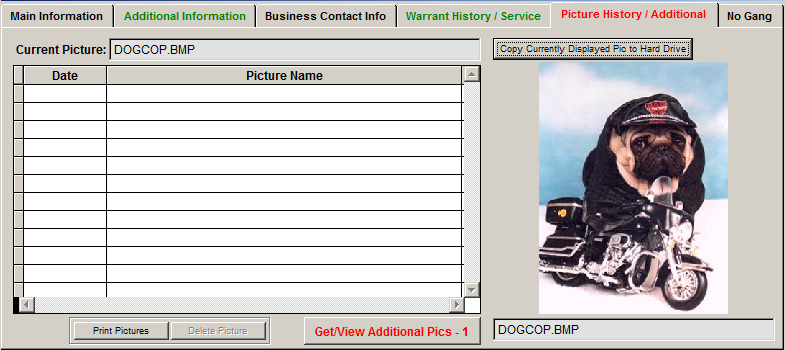 Main Information
Additional Information
Business Contact Info
Warrant History / Service
Picture History / Additional
No Gang
Current Picture: DOGCOP.BMP
Copy Currently Displayed Pic to Hard Drive
Date
Picture Name
Print Pictures
Delete Picture
Get/View Additional Pics - 1
DOGCOP.BMP